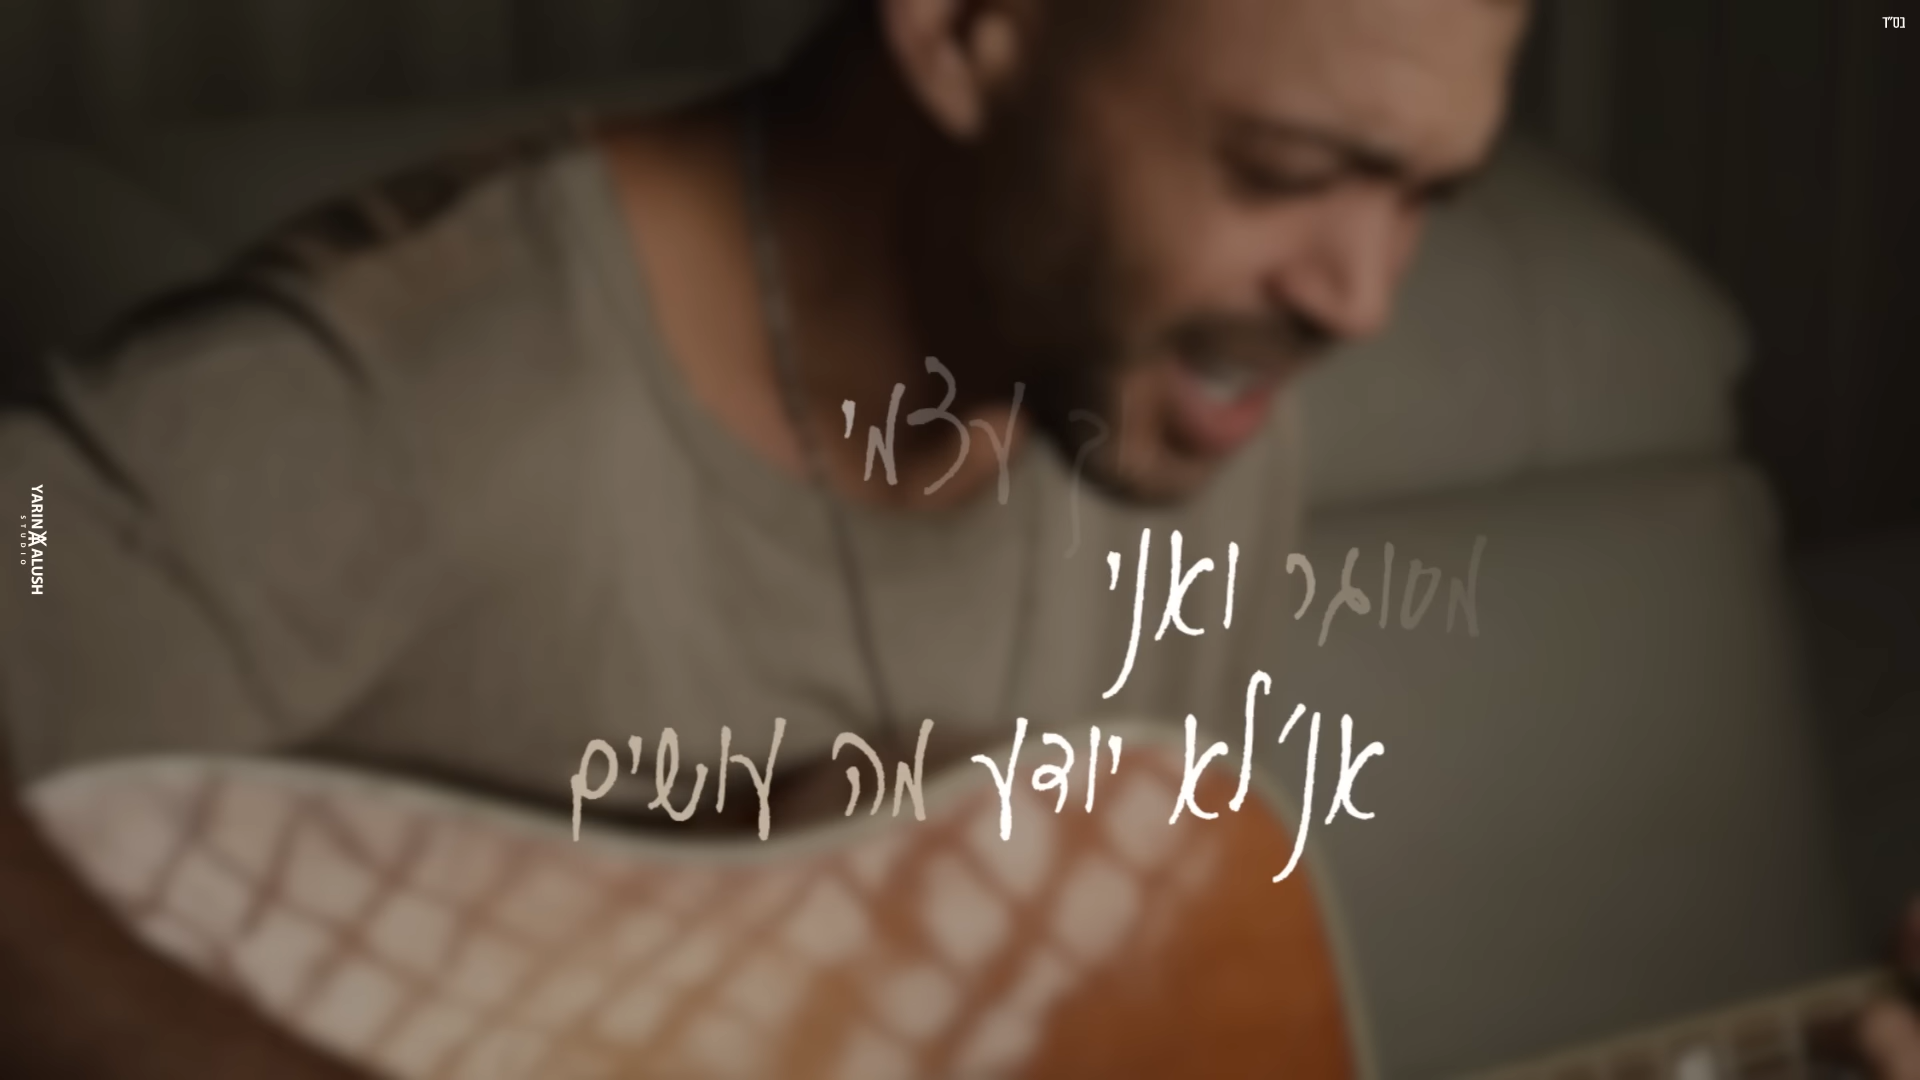 בס״ד
עצמי
מסוגר ואני
אני׳לא יודע מה עושים
YARIN ALUSH
STUDIO